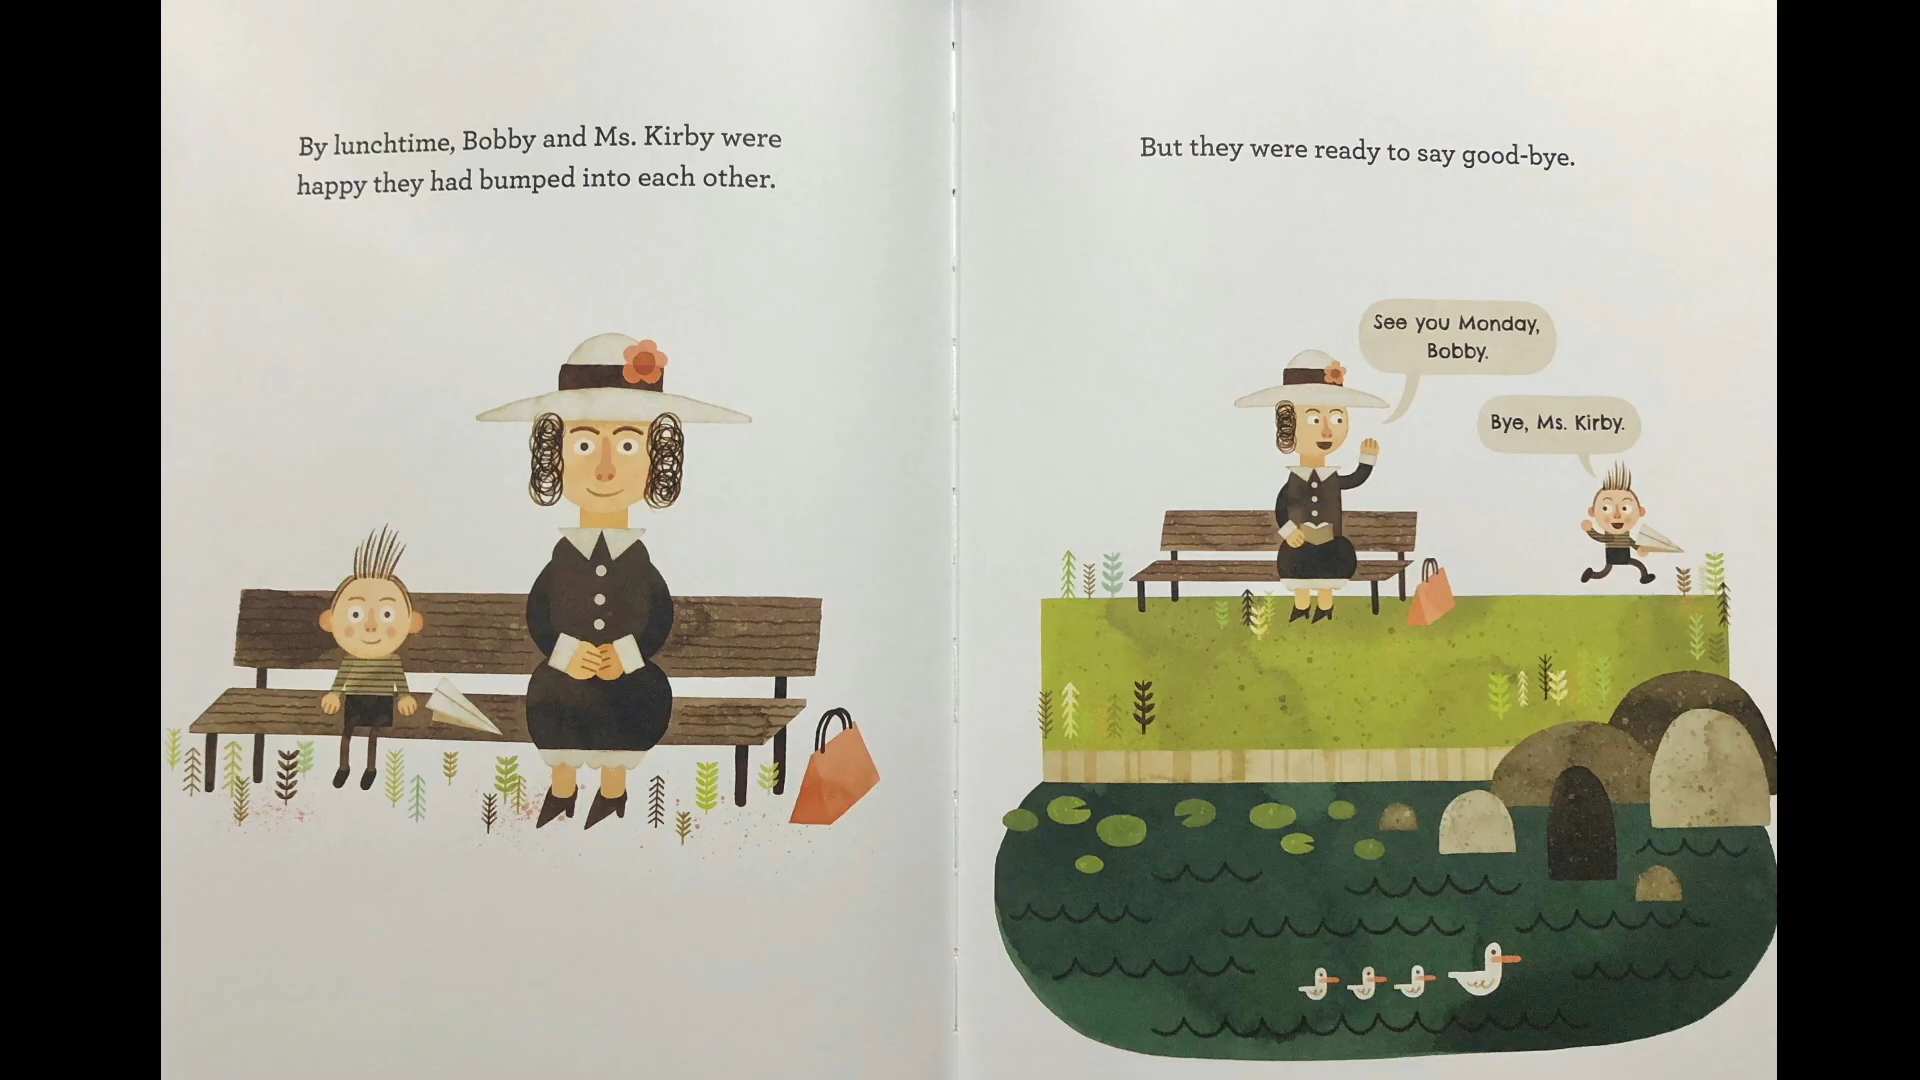 By lunchtime, Bobby and Ms. Kirby were
happy they had bumped into each other.
But they were ready to say good-bye.
See you Monday,
Bobby.
Bye, Ms. Kirby.